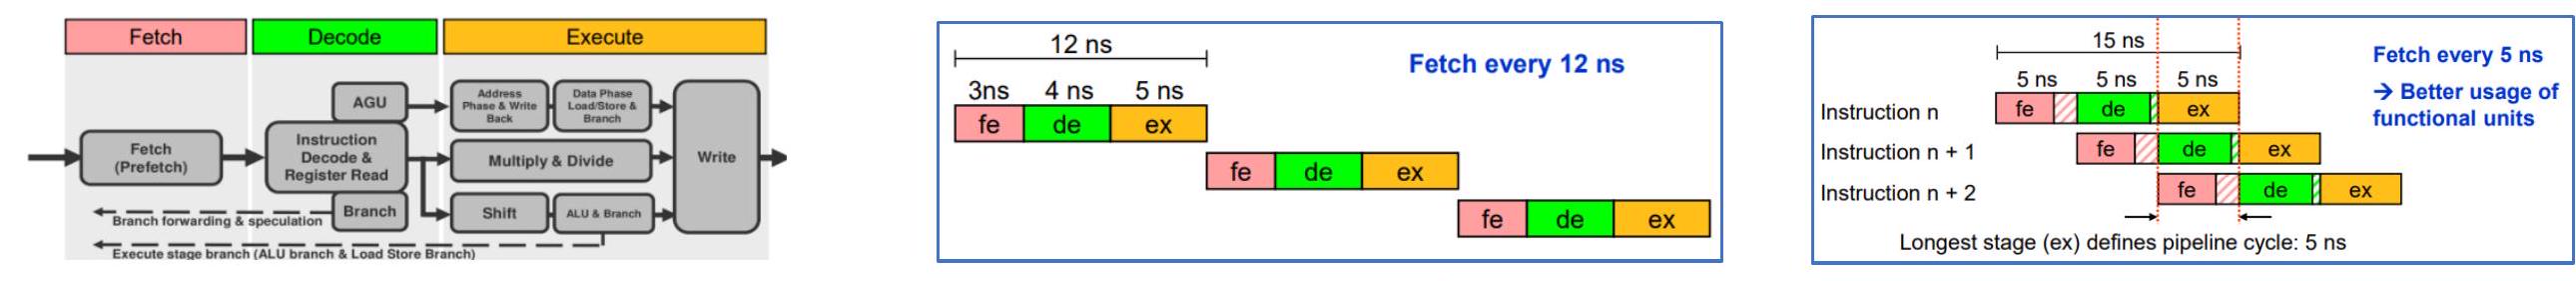 Fetch
Decode
Execute
AGU
Fetch
(Prefetch)
Instruction
Decode &
Register Read
Branch
Address
Phase & Write
Back
Data Phase
Load/Store &
Branch
Multiply & Divide
Shift
ALU & Branch
Write
Branch forwarding & speculation
Execute stage branch (ALU branch & Load Store Branch)
12 ns
Fetch every 12 ns
3ns 4 ns 5 ns
fe de ex
fe de ex
fe de ex
15 ns
Fetch every 5 ns
→ Better usage of
functional units
5 ns 5 ns 5 ns
Instruction n fe de ex
Instruction n + 1 fe de ex
Instruction n + 2 fe de ex
Longest stage (ex) defines pipeline cycle: 5 ns